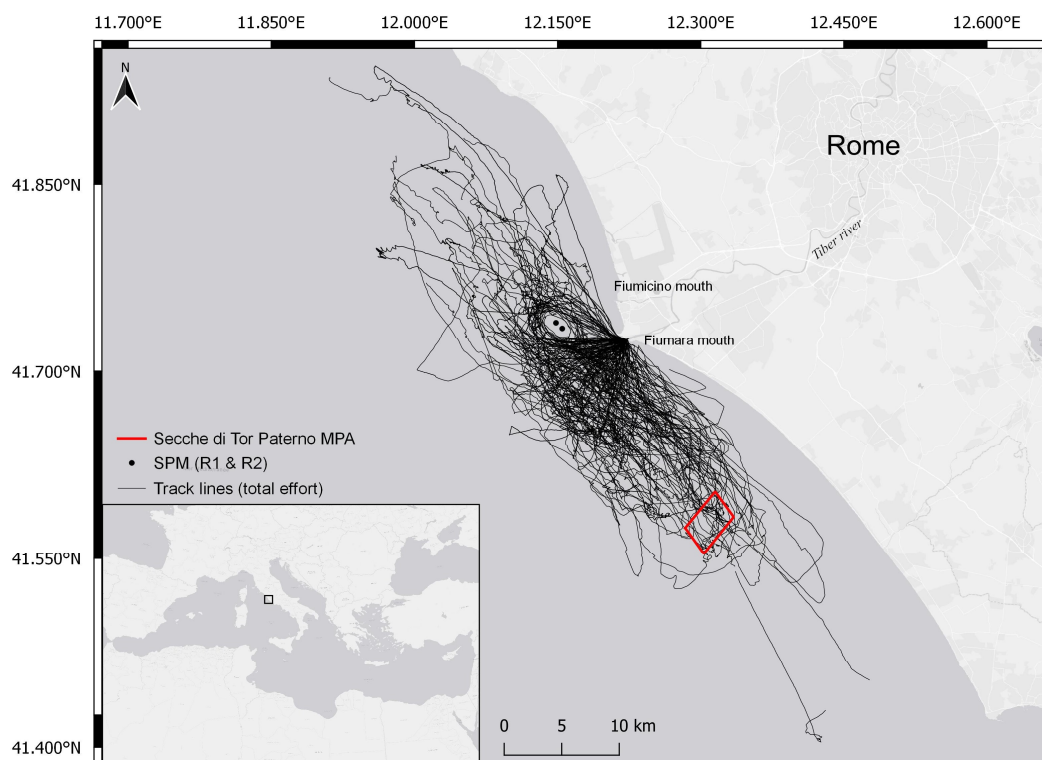 11.700°E 11.850°E 12.000°E 12.150°E 12.300°E 12.450°E 12.600°E
N
Rome
41.850°N
Tiber river
Fiumicino mouth
Fiumara mouth
41.700°N
Secche di Tor Paterno MPA
SPM (R1 & R2)
Track lines (total effort)
41.550°N
0 5 10 km
41.400°N